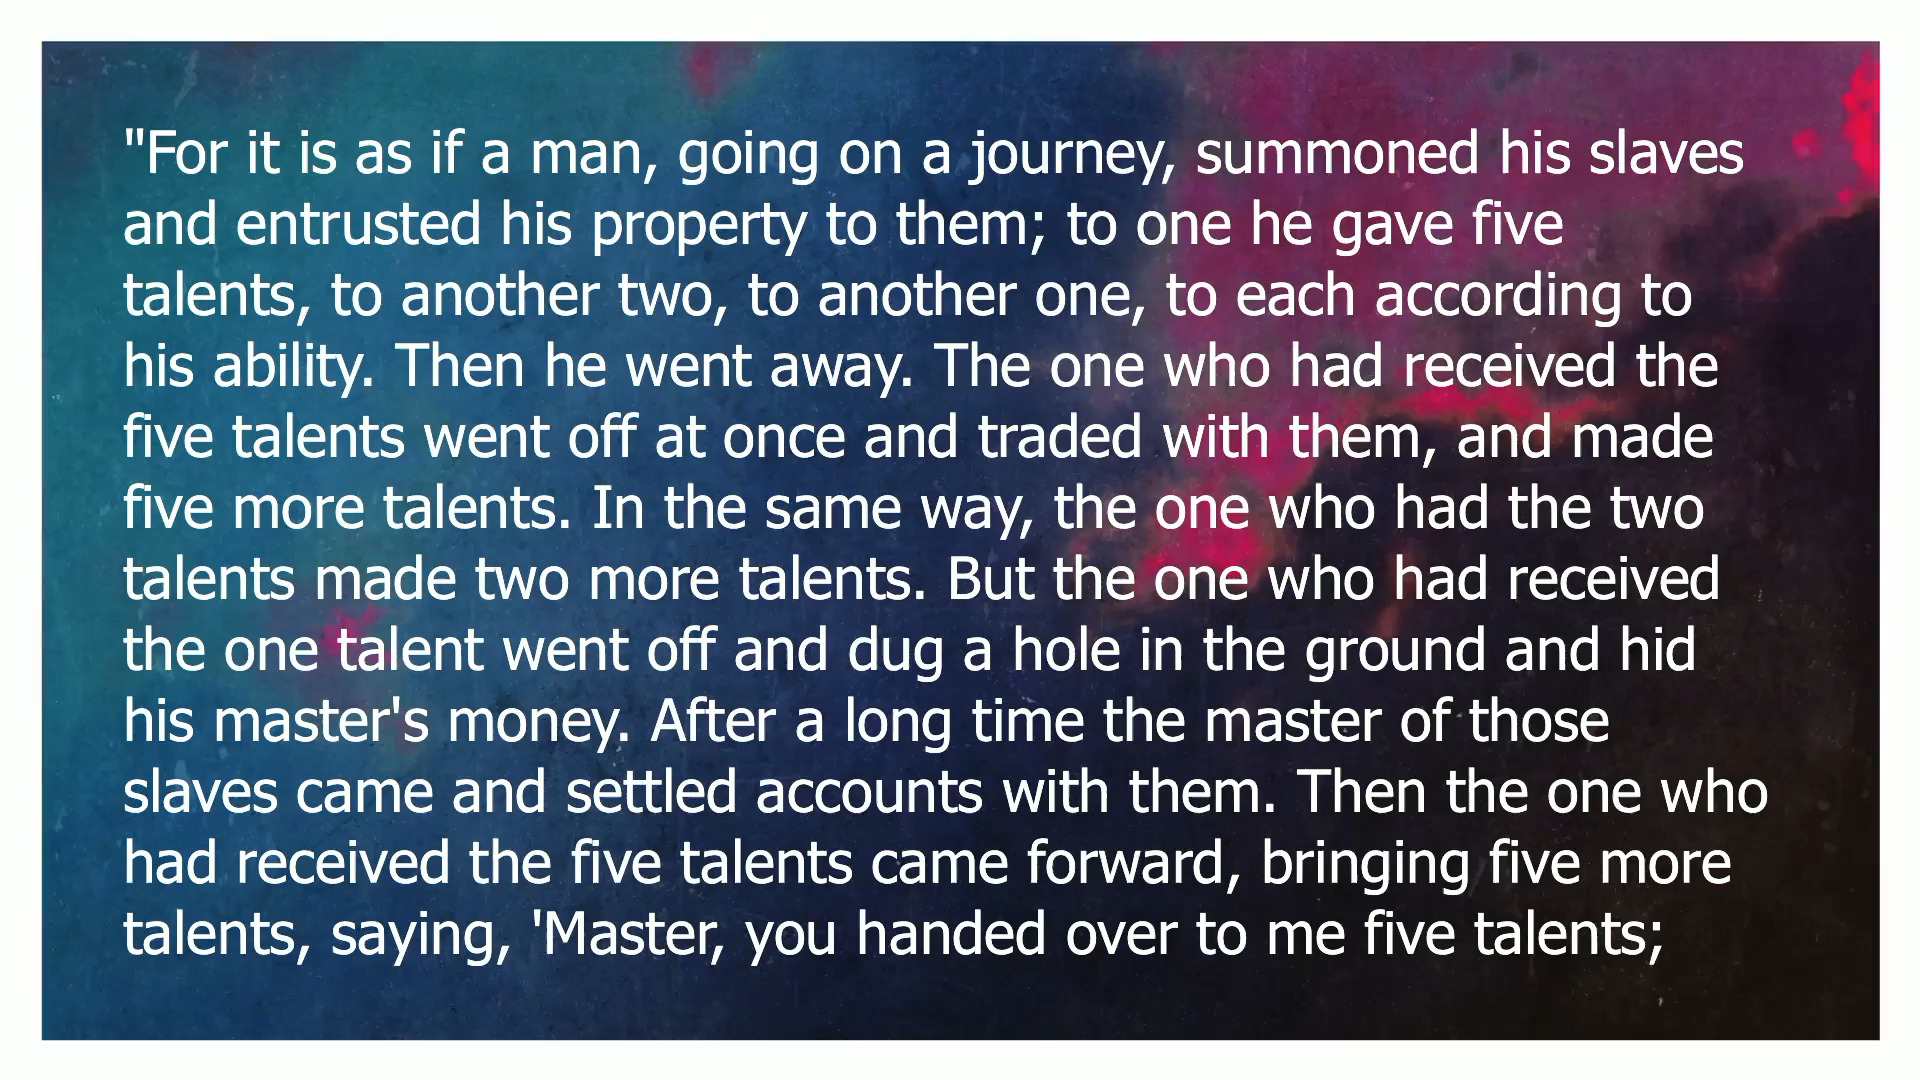 "For it is as if a man, going on a journey, summoned his slaves
and entrusted his property to them; to one he gave five
talents, to another two, to another one, to each according to
his ability. Then he went away. The one who had received the
five talents went off at once and traded with them, and made
five more talents. In the same way, the one who had the two
talents made two more talents. But the one who had received
the one talent went off and dug a hole in the ground and hid
his master's money. After a long time the master of those
slaves came and settled accounts with them. Then the one who
had received the five talents came forward, bringing five more
talents, saying, 'Master, you handed over to me five talents;